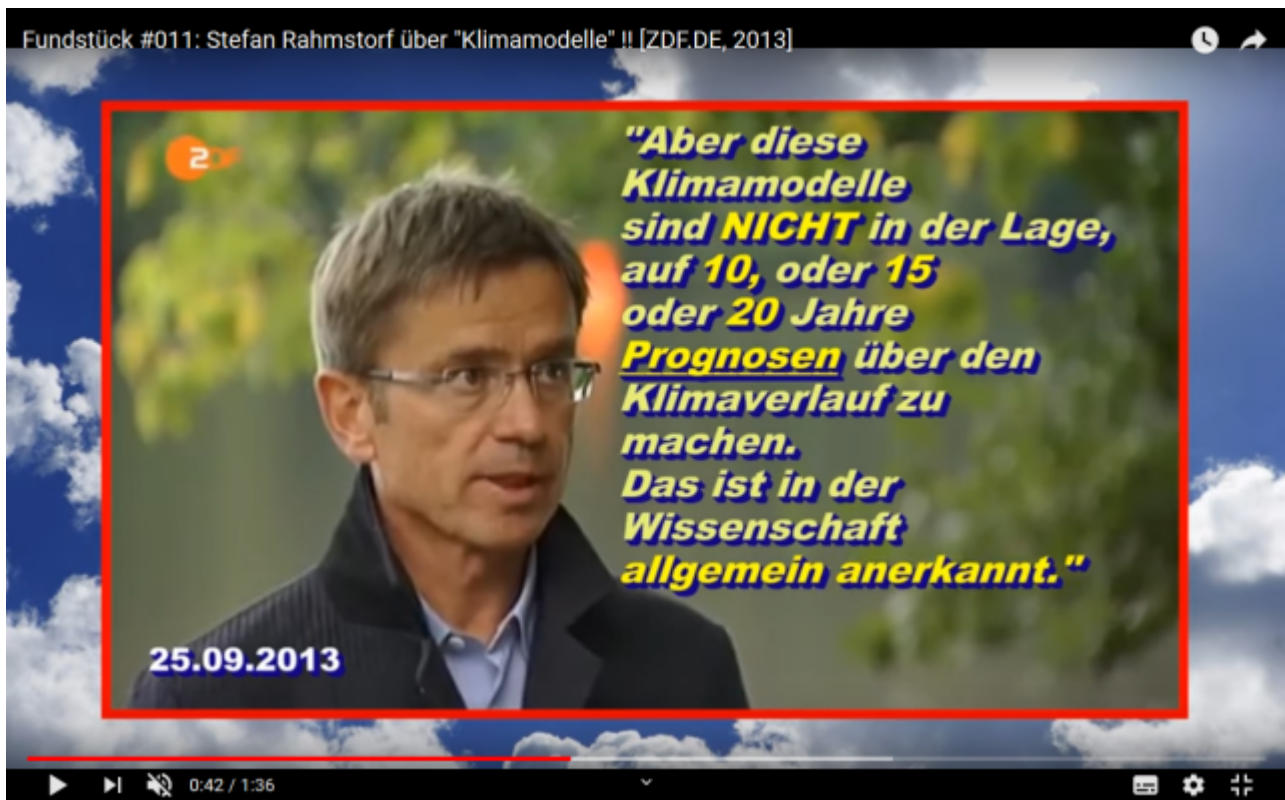 Fundstück #011: Stefan Rahmstorf über "Klimamodelle" !! [ZDF.DE, 2013]
2DF
"Aber diese
Klimamodelle
sind NICHT in der Lage,
auf 10, oder 15
oder 20 Jahre
Prognosen über den
Klimaverlauf zu
machen.
Das ist in der
Wissenschaft
allgemein anerkannt."
25.09.2013
0:42 / 1:36